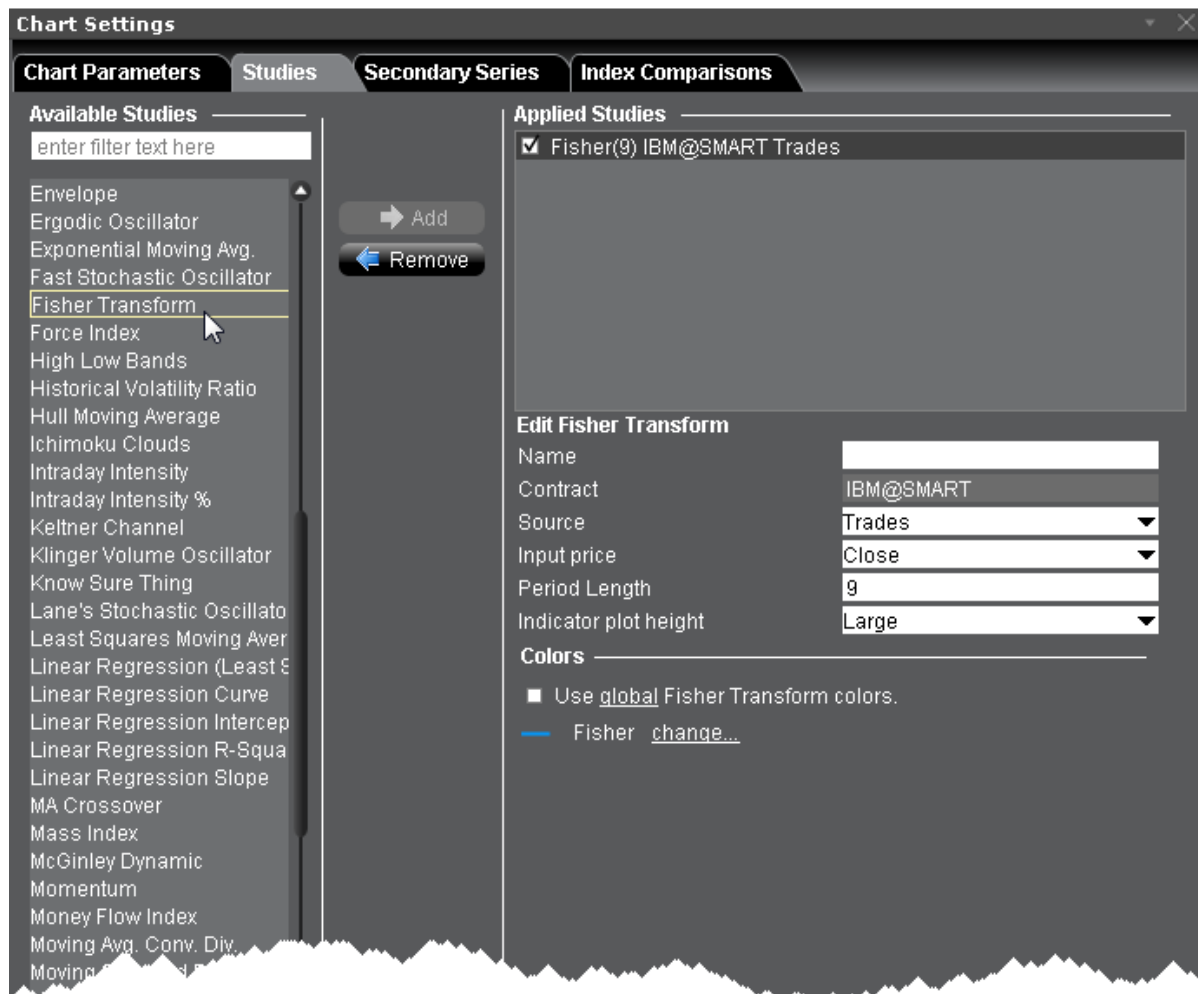 Chart Settings
Chart Parameters
Studies
Secondary Series
Index Comparisons
Available Studies
enter filter text here
Envelope
Ergodic Oscillator
Exponential Moving Avg.
Fast Stochastic Oscillator
Fisher Transform
Force Index
High Low Bands
Historical Volatility Ratio
Hull Moving Average
Ichimoku Clouds
Intraday Intensity
Intraday Intensity %
Keltner Channel
Klinger Volume Oscillator
Know Sure Thing
Lane's Stochastic Oscillato
Least Squares Moving Aver
Linear Regression (Least S
Linear Regression Curve
Linear Regression Intercep
Linear Regression R-Squa
Linear Regression Slope
MA Crossover
Mass Index
McGinley Dynamic
Momentum
Money Flow Index
Moving Avg. Conv. Div.
Moving
Add
Remove
Applied Studies
Fisher(9) IBM@SMART Trades
Edit Fisher Transform
Name
Contract IBM@SMART
Source Trades
Input price Close
Period Length 9
Indicator plot height Large
Colors
Use global Fisher Transform colors.
Fisher change...